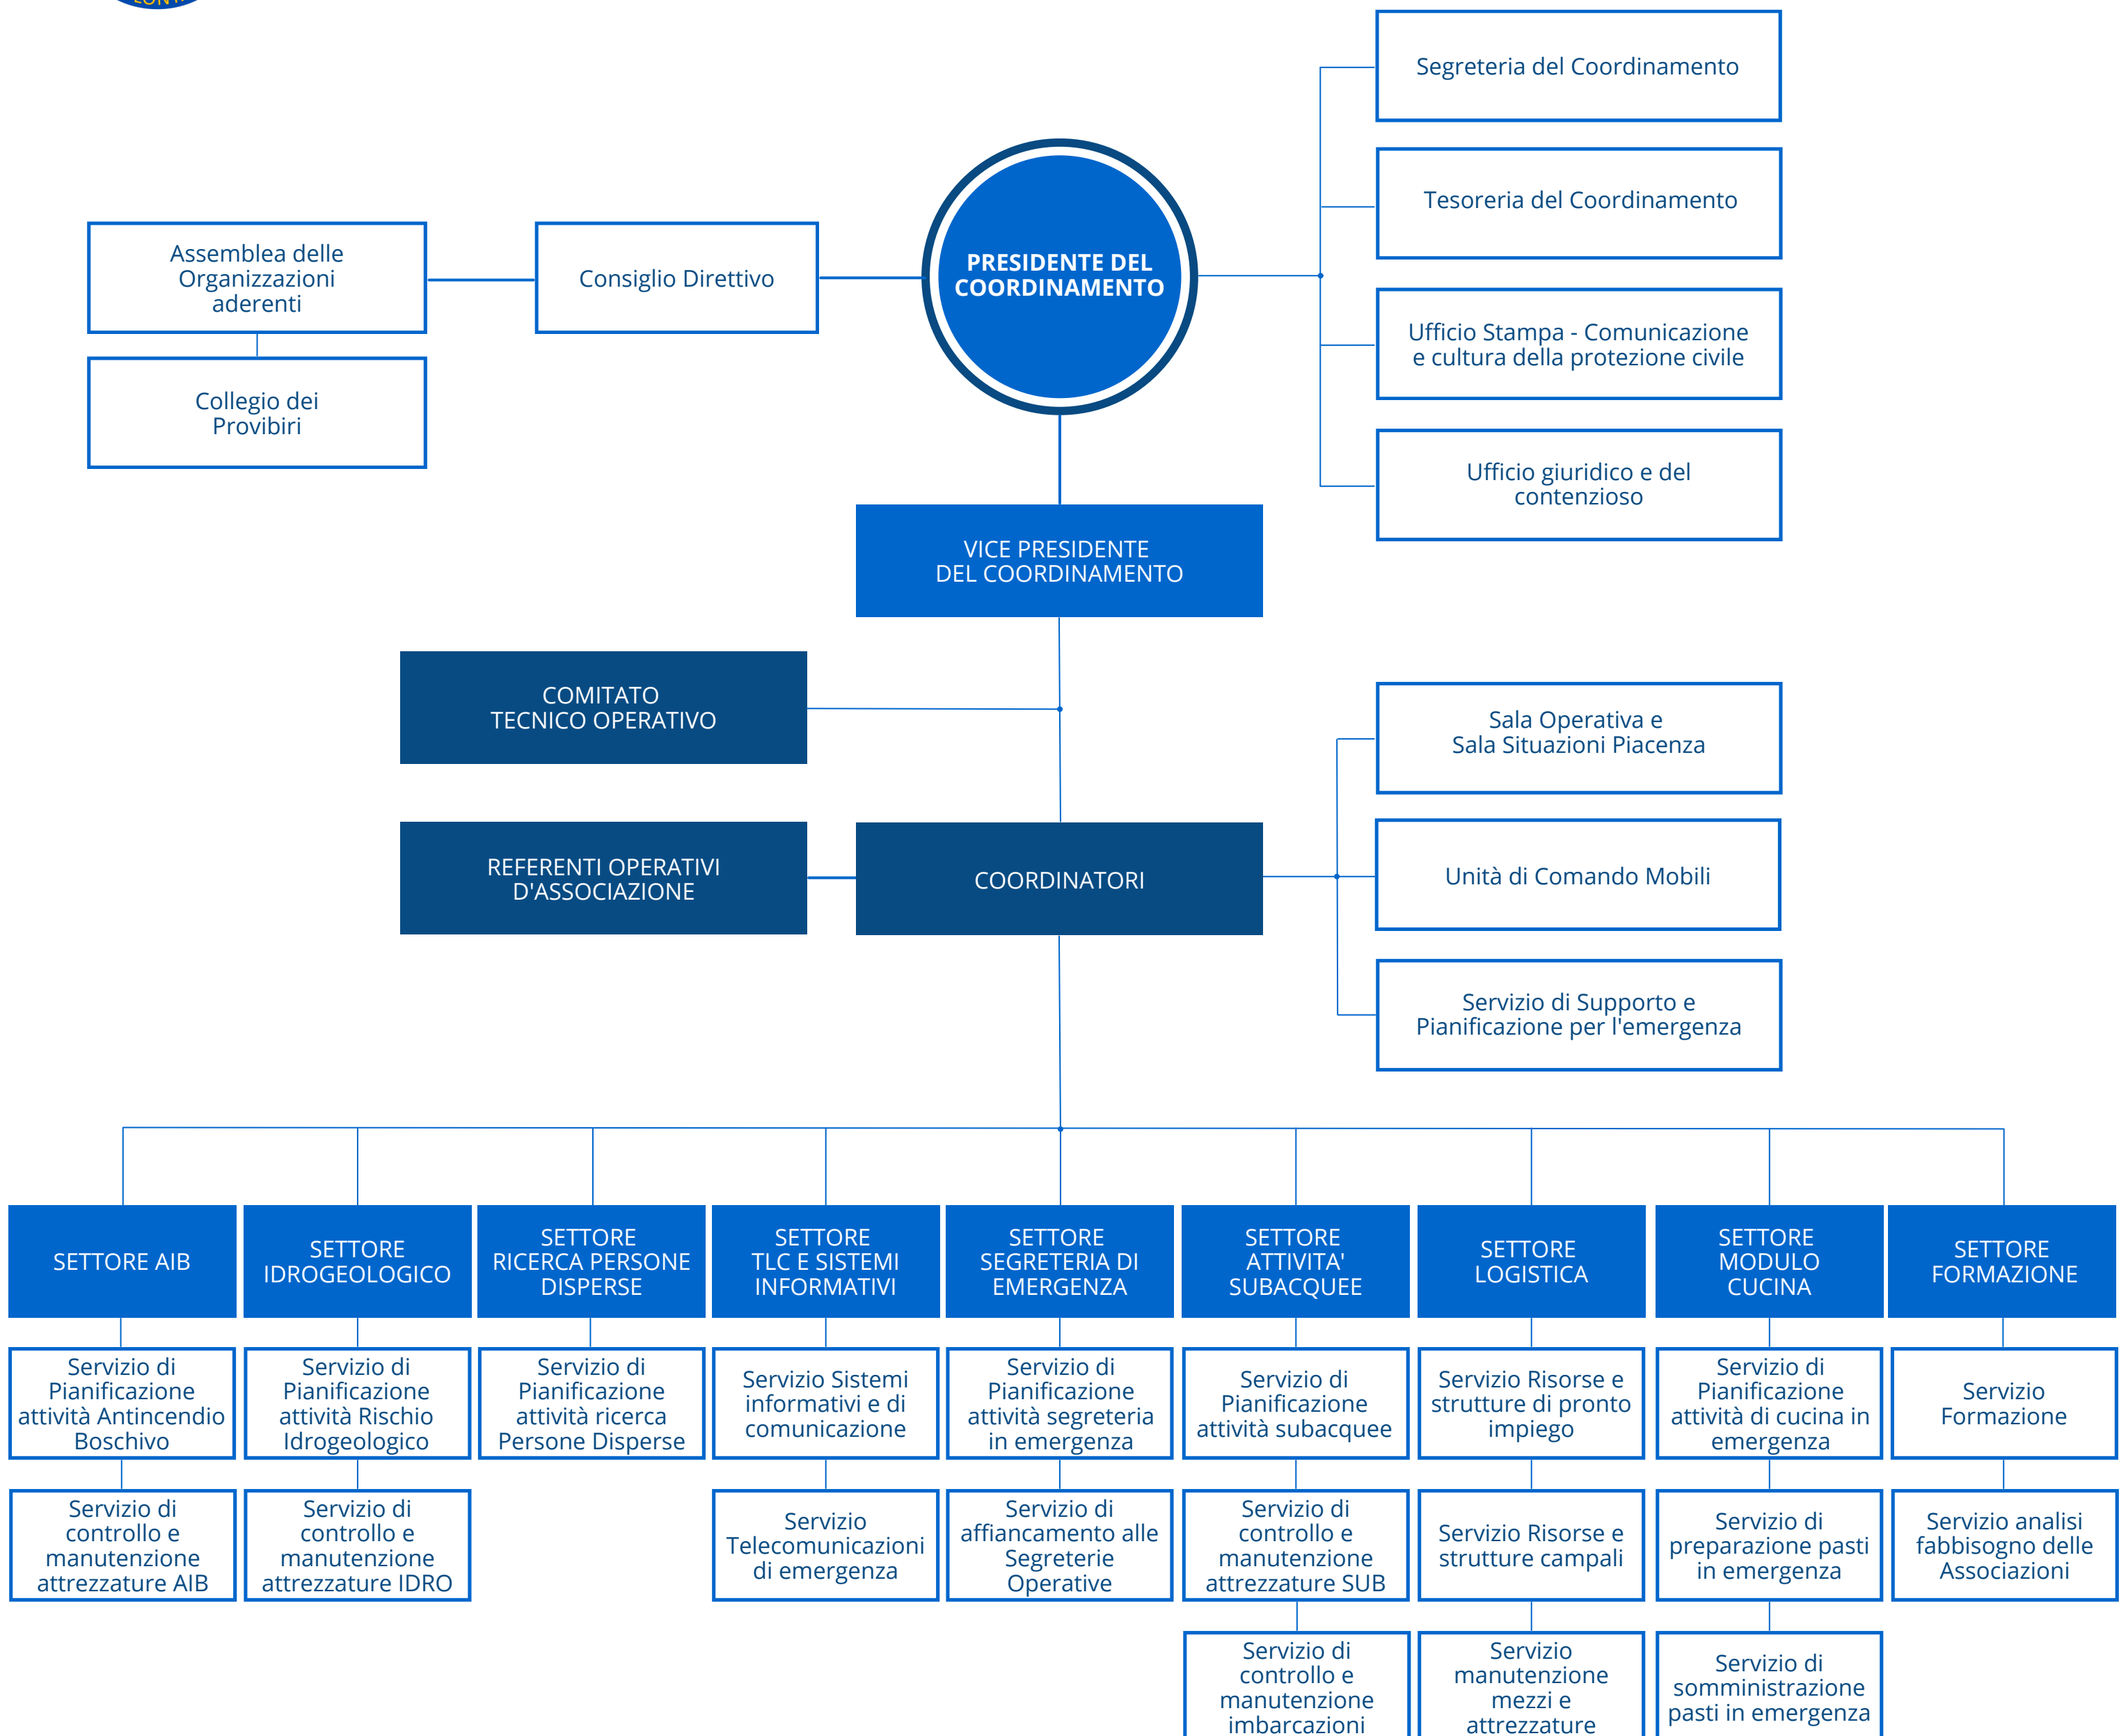 Segreteria del Coordinamento
Tesoreria del Coordinamento
Assemblea delle
Organizzazioni
aderenti
Consiglio Direttivo
PRESIDENTE DEL
COORDINAMENTO
Ufficio Stampa - Comunicazione
e cultura della protezione civile
Collegio dei
Provibiri
Ufficio giuridico e del
contenzioso
VICE PRESIDENTE
DEL COORDINAMENTO
COMITATO
TECNICO OPERATIVO
Sala Operativa e
Sala Situazioni Piacenza
REFERENTI OPERATIVI
D'ASSOCIAZIONE
COORDINATORI
Unità di Comando Mobili
Servizio di Supporto e
Pianificazione per l'emergenza
SETTORE AIB
SETTORE
IDROGEOLOGICO
SETTORE
RICERCA PERSONE
DISPERSE
SETTORE
TLC E SISTEMI
INFORMATIVI
SETTORE
SEGRETERIA DI
EMERGENZA
SETTORE
ATTIVITA'
SUBACQUEE
SETTORE
LOGISTICA
SETTORE
MODULO
CUCINA
SETTORE
FORMAZIONE
Servizio di
Pianificazione
attività Antincendio
Boschivo
Servizio di
Pianificazione
attività Rischio
Idrogeologico
Servizio di
Pianificazione
attività ricerca
Persone Disperse
Servizio Sistemi
informativi e di
comunicazione
Servizio di
Pianificazione
attività segreteria
in emergenza
Servizio di
Pianificazione
attività subacquee
Servizio Risorse e
strutture di pronto
impiego
Servizio di
Pianificazione
attività di cucina in
emergenza
Servizio
Formazione
Servizio di
controllo e
manutenzione
attrezzature AIB
Servizio di
controllo e
manutenzione
attrezzature IDRO
Servizio
Telecomunicazioni
di emergenza
Servizio di
affiancamento alle
Segreterie
Operative
Servizio di
controllo e
manutenzione
attrezzature SUB
Servizio Risorse e
strutture campali
Servizio di
preparazione pasti
in emergenza
Servizio analisi
fabbisogno delle
Associazioni
Servizio di
controllo e
manutenzione
imbarcazioni
Servizio
manutenzione
mezzi e
attrezzature
Servizio di
somministrazione
pasti in emergenza